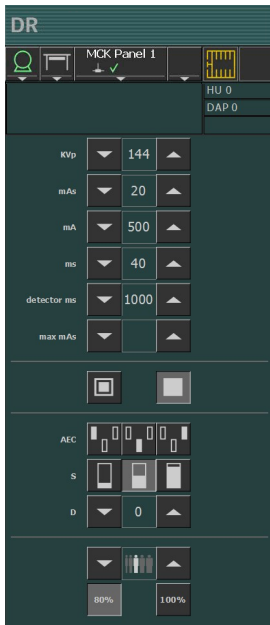 DR
MCK Panel 1
HU 0
DAP 0
KVp 144
mAs 20
mA 500
ms 40
detector ms 1000
max mAs
AEC
S
D 0
80% 100%